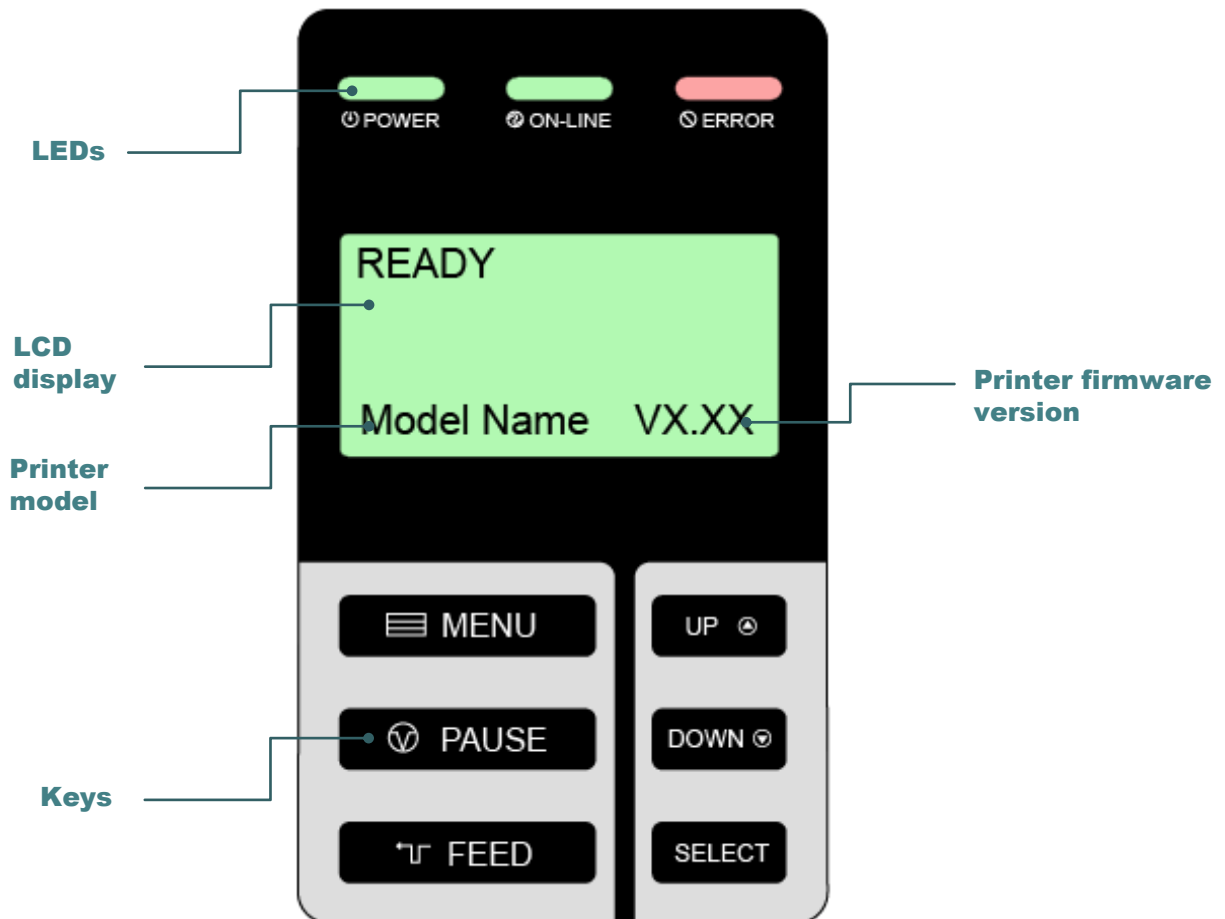 POWER
ON-LINE
ERROR
LEDs
READY
LCD
display
Model Name VX.XX
Printer firmware
version
Printer
model
MENU
UP
PAUSE
DOWN
Keys
FEED
SELECT